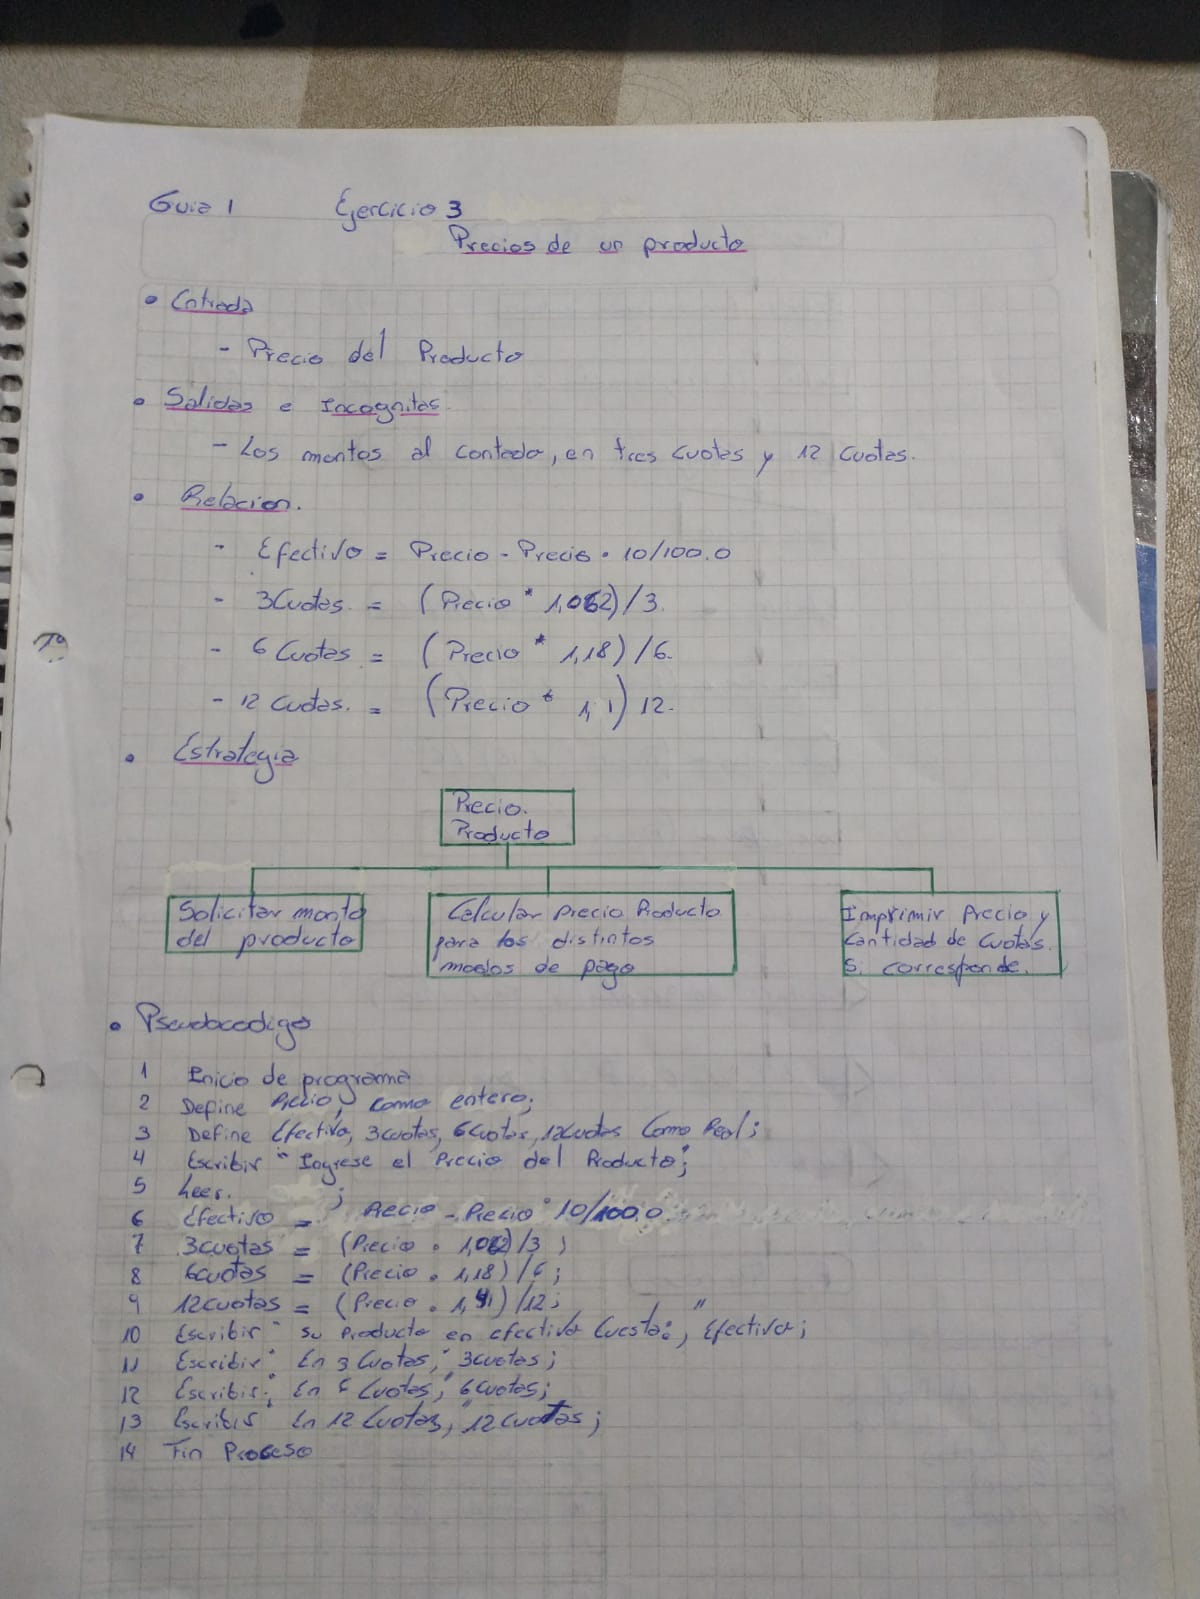 Guia 1 Ejercicio 3
Precios de un producto
• Entrada
- Precio del Producto
• Salidas e Incognitas.
- Los montos al contado, en tres cuotas y 12 cuotas.
• Relacion.
- Efectivo = Precio - Precio * 10/100.0
- 3Cuotas. = (Precio * 1,062)/3.
- 6 Cuotas = (Precio * 1,18)/6.
- 12 Cuotas. = (Precio * 1,1) 12.
• Estrategia
Precio.
Producto
Solicitar monto
del producto
Calcular precio Producto
para los distintos
modos de pago
Imprimir Precio y
Cantidad de Cuotas.
Si corresponde.
• Pseudocodigo
1 Inicio de programa
2 Define Precio, como entero;
3 Define Efectivo, 3cuotas, 6Cuotas, 12cuotas Como Real;
4 Escribir "Ingrese el Precio del Producto";
5 Leer. ;
6 Efectivo = Precio - Precio * 10/100.0
7 3cuotas = (Precio * 1,062)/3 ;
8 6cuotas = (Precio * 1,18)/6;
9 12cuotas = (Precio * )/12;
10 Escribir "su producto en efectivo Cuesta:", Efectivo;
11 Escribir "En 3 Cuotas," 3cuotas;
12 Escribir "En 6 Cuotas," 6cuotas;
13 Escribir "En 12 Cuotas," 12cuotas;
14 Fin Proceso